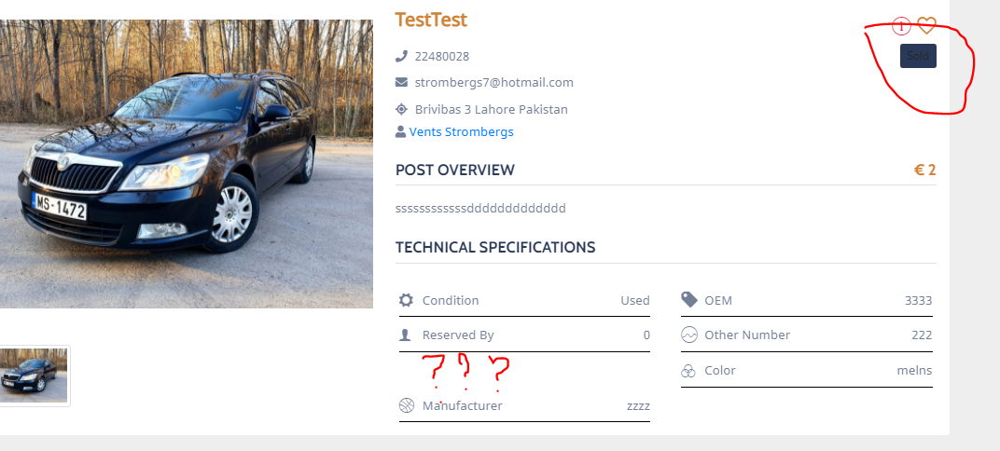 TestTest
1
22480028
Sold
strombergs7@hotmail.com
Brivibas 3 Lahore Pakistan
Vents Strombergs
POST OVERVIEW € 2
ssssssssssssddddddddddddd
MS-1472
TECHNICAL SPECIFICATIONS
Condition Used
OEM 3333
Reserved By 0
Other Number 222
? ? ?
Color melns
Manufacturer zzzz